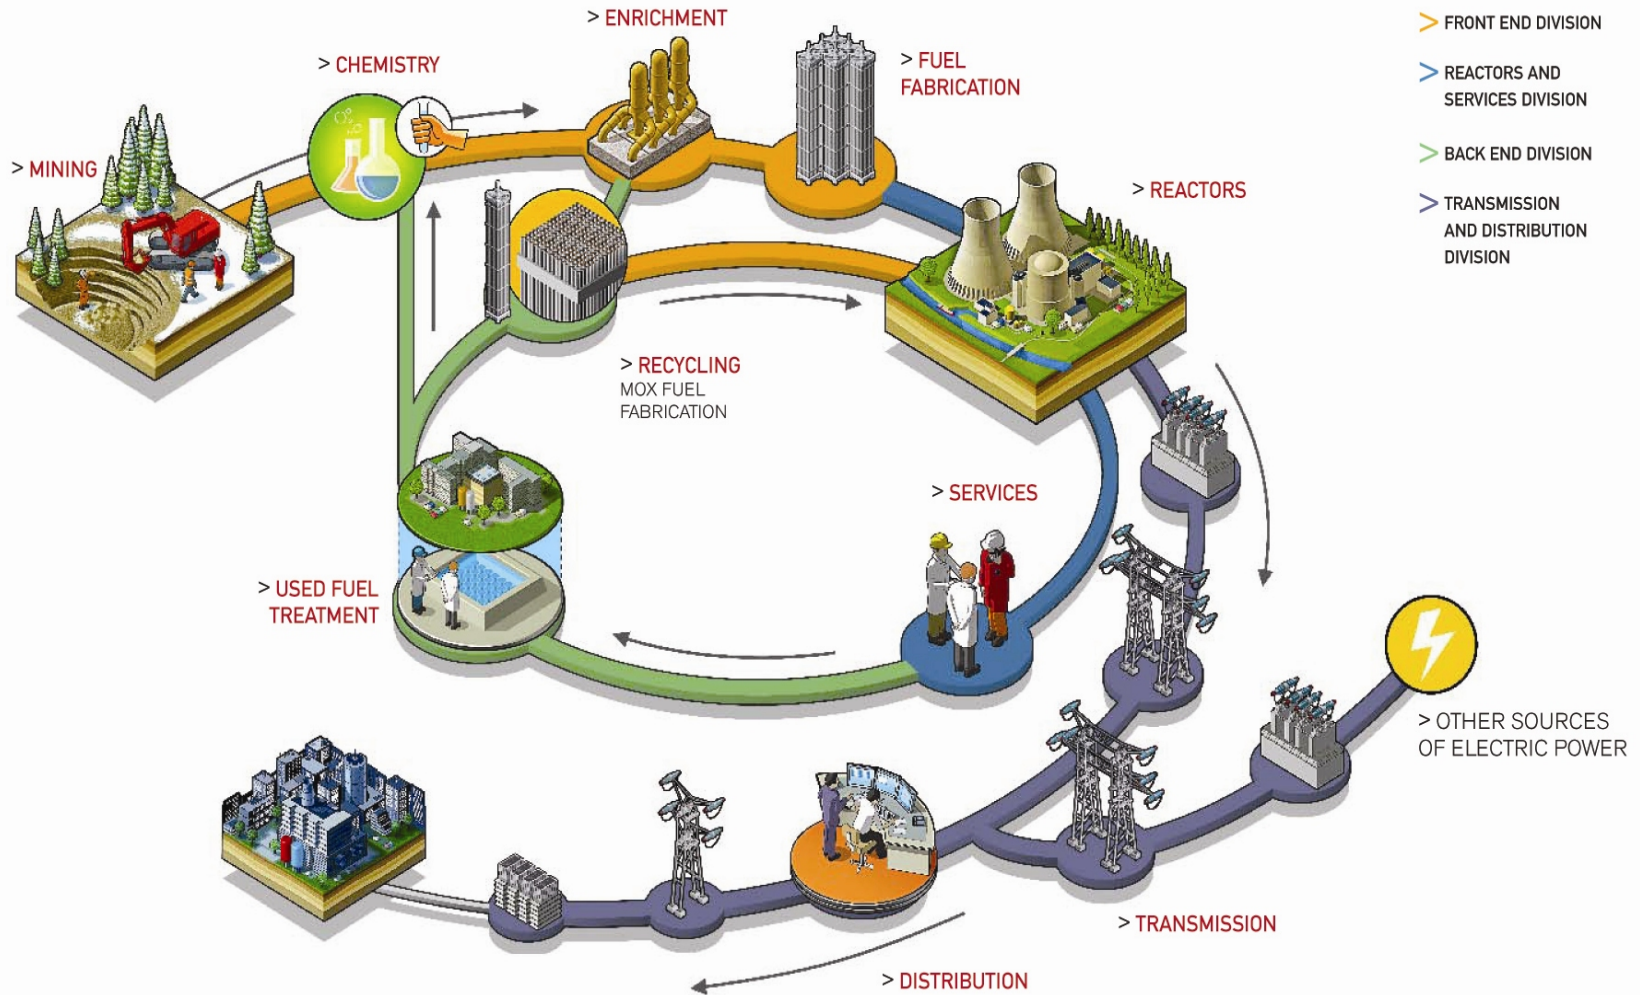 > ENRICHMENT
> CHEMISTRY
> FUEL
FABRICATION
> MINING
> REACTORS
> RECYCLING
MOX FUEL
FABRICATION
> SERVICES
> USED FUEL
TREATMENT
> OTHER SOURCES
OF ELECTRIC POWER
> TRANSMISSION
> DISTRIBUTION
> FRONT END DIVISION
> REACTORS AND
SERVICES DIVISION
> BACK END DIVISION
> TRANSMISSION
AND DISTRIBUTION
DIVISION